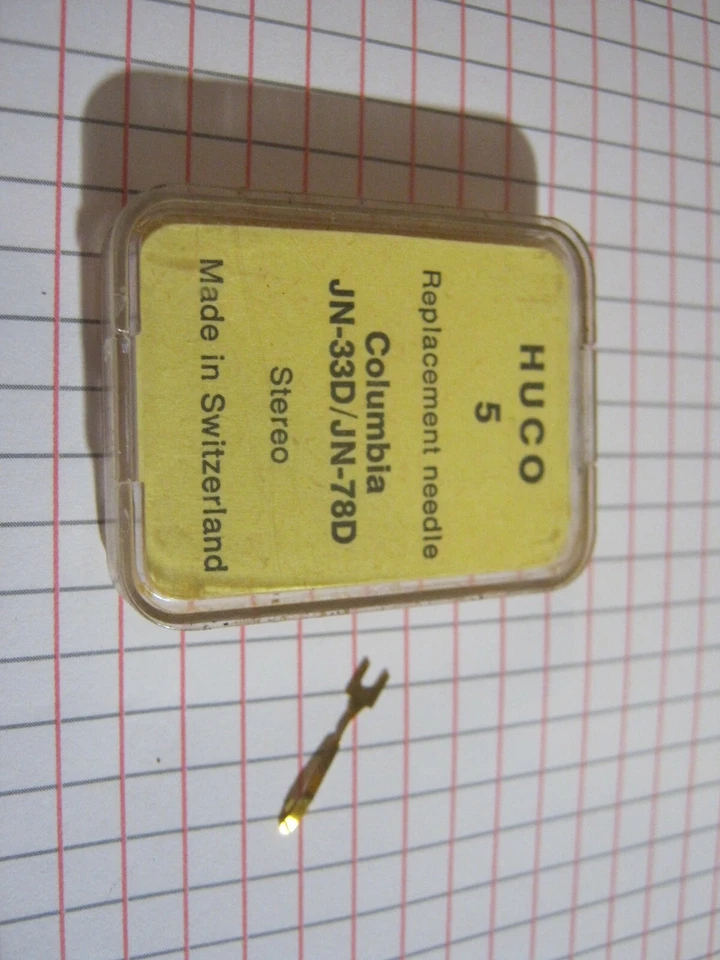 HUCO
5
Replacement needle
Columbia
JN-33D/JN-78D
Stereo
Made in Switzerland